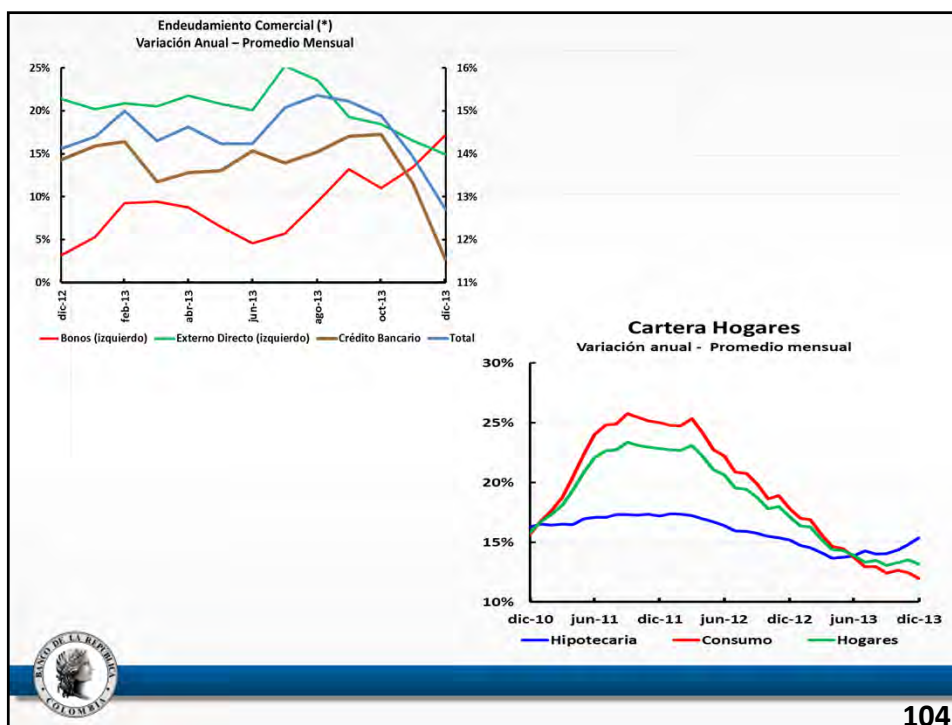 Endeudamiento Comercial (*)
Variación Anual – Promedio Mensual
25%
20%
15%
10%
5%
0%
16%
15%
14%
13%
12%
11%
dic-12
feb-13
abr-13
jun-13
ago-13
oct-13
dic-13
Bonos (izquierdo) Externo Directo (izquierdo) Crédito Bancario Total
Cartera Hogares
Variación anual - Promedio mensual
30%
25%
20%
15%
10%
dic-10 jun-11 dic-11 jun-12 dic-12 jun-13 dic-13
Hipotecaria Consumo Hogares
BANCO DE LA REPÚBLICA
COLOMBIA
104